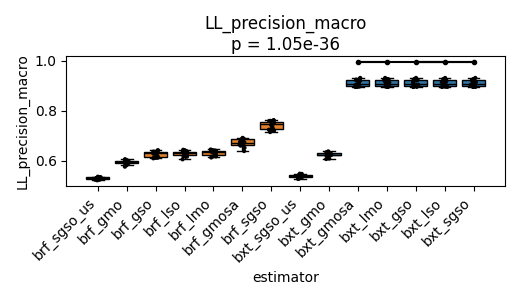 LL_precision_macro
p = 1.05e-36
LL_precision_macro
1.0
0.8
0.6
brf_sgso_us
brf_gmo
brf_gso
brf_lso
brf_lmo
brf_gmosa
brf_sgso
bxt_sgso_us
bxt_gmo
bxt_gmosa
bxt_lmo
bxt_gso
bxt_lso
bxt_sgso
estimator